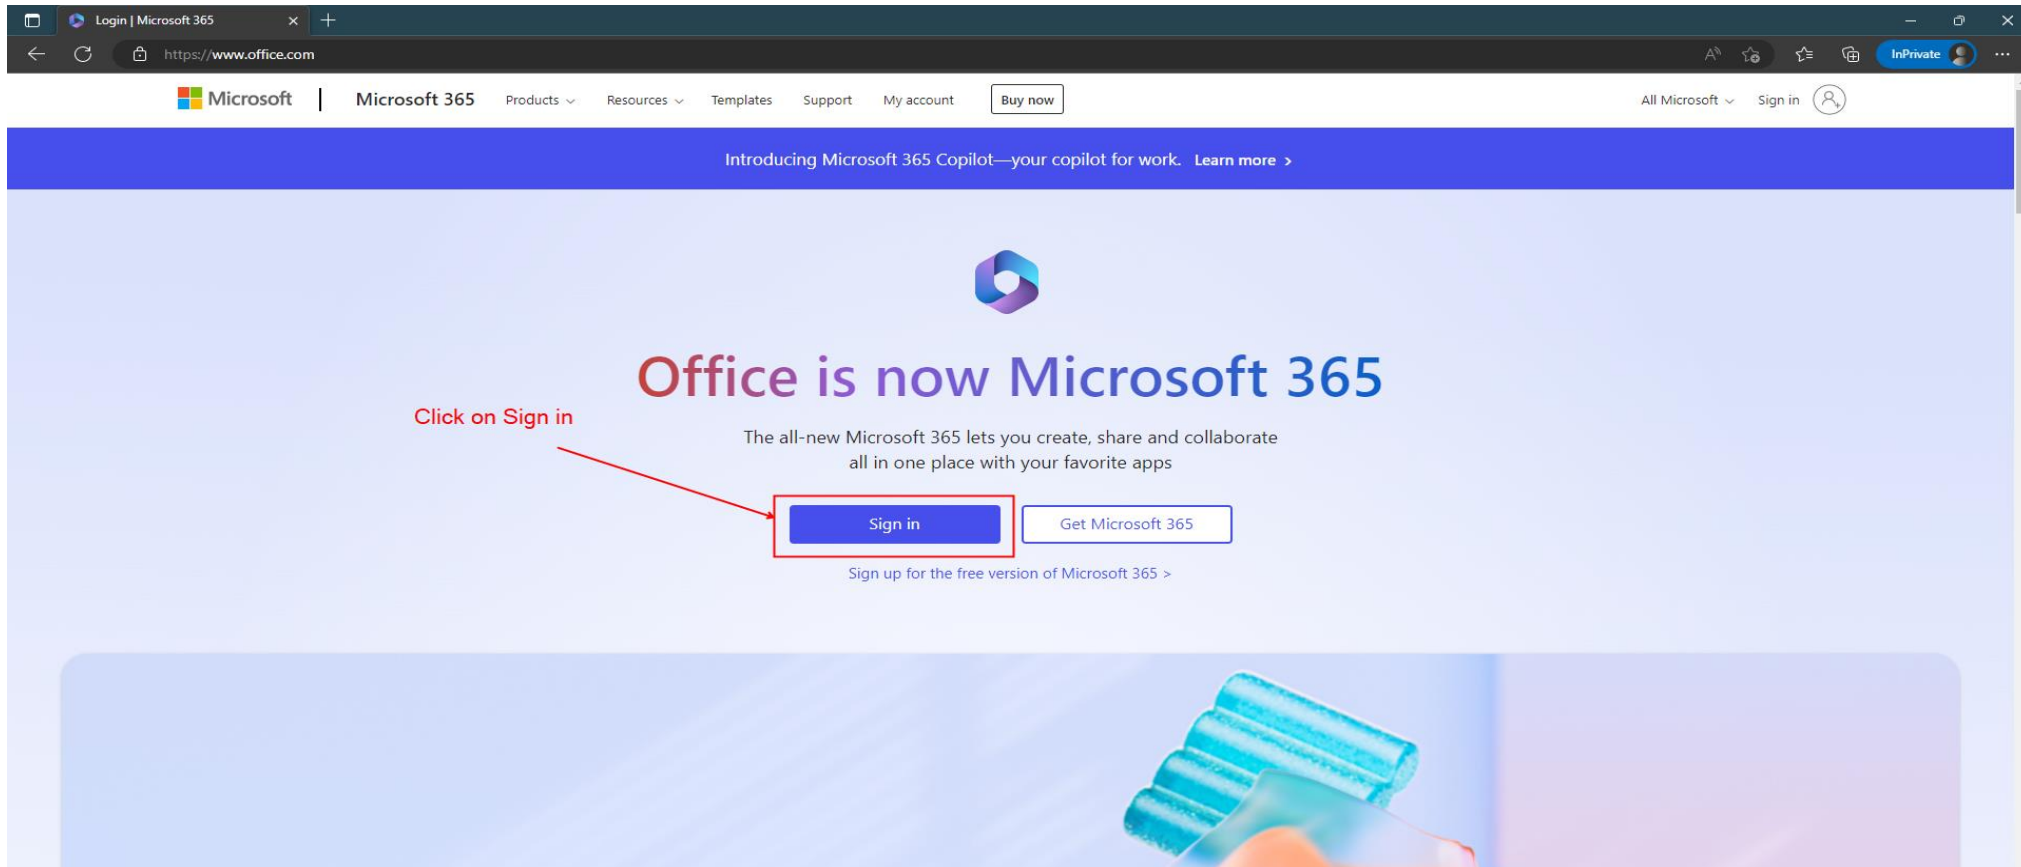 Login | Microsoft 365
https://www.office.com
InPrivate
Microsoft
Microsoft 365
Products
Resources
Templates
Support
My account
Buy now
All Microsoft
Sign in
Introducing Microsoft 365 Copilot—your copilot for work. Learn more >
Office is now Microsoft 365
Click on Sign in
The all-new Microsoft 365 lets you create, share and collaborate
all in one place with your favorite apps
Sign in
Get Microsoft 365
Sign up for the free version of Microsoft 365 >